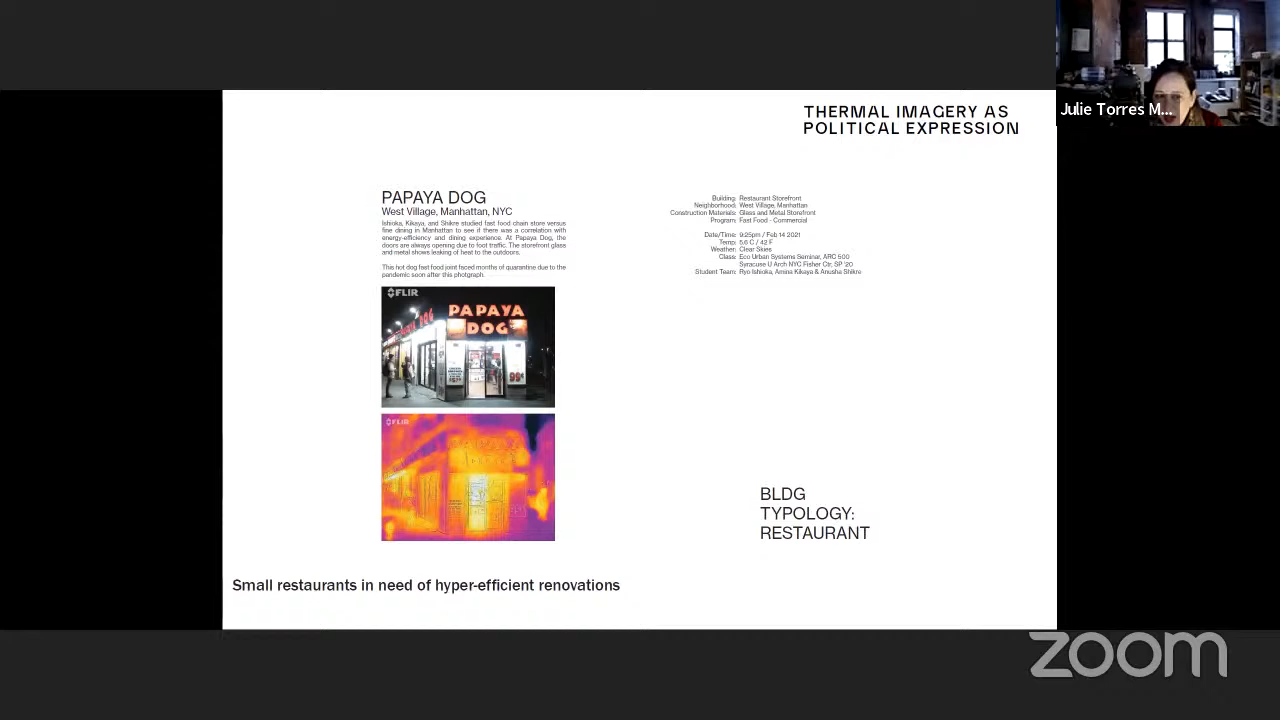 Julie Torres M...
THERMAL IMAGERY AS
POLITICAL EXPRESSION
PAPAYA DOG
West Village, Manhattan, NYC
Ishioka, Kikaya, and Shikre studied fast food chain store versus
fine dining in Manhattan to see if there was a correlation with
energy-efficiency and dining experience. At Papaya Dog, the
doors are always opening due to foot traffic. The storefront glass
and metal shows leaking of heat to the outdoors.
This hot dog fast food joint faced months of quarantine due to the
pandemic soon after this photgraph.
Building: Restaurant Storefront
Neighborhood: West Village, Manhattan
Construction Materials: Glass and Metal Storefront
Program: Fast Food - Commercial
Date/Time: 9:25pm / Feb 14 2021
Temp: 5.6 C / 42 F
Weather: Clear Skies
Class: Eco Urban Systems Seminar, ARC 500
Syracuse U Arch NYC Fisher Ctr, SP '20
Student Team: Ryo Ishioka, Amina Kikaya & Anusha Shikre
FLIR
PAPAYA DOG
PAPAYA
DOG
99¢
FLIR
BLDG
TYPOLOGY:
RESTAURANT
Small restaurants in need of hyper-efficient renovations
zoom